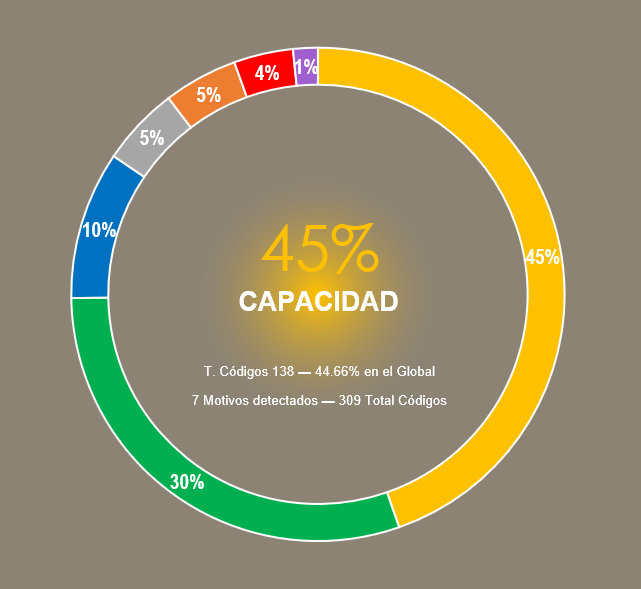 1%
4%
5%
5%
10%
45%
45%
CAPACIDAD
T. Códigos 138 — 44.66% en el Global
7 Motivos detectados — 309 Total Códigos
30%